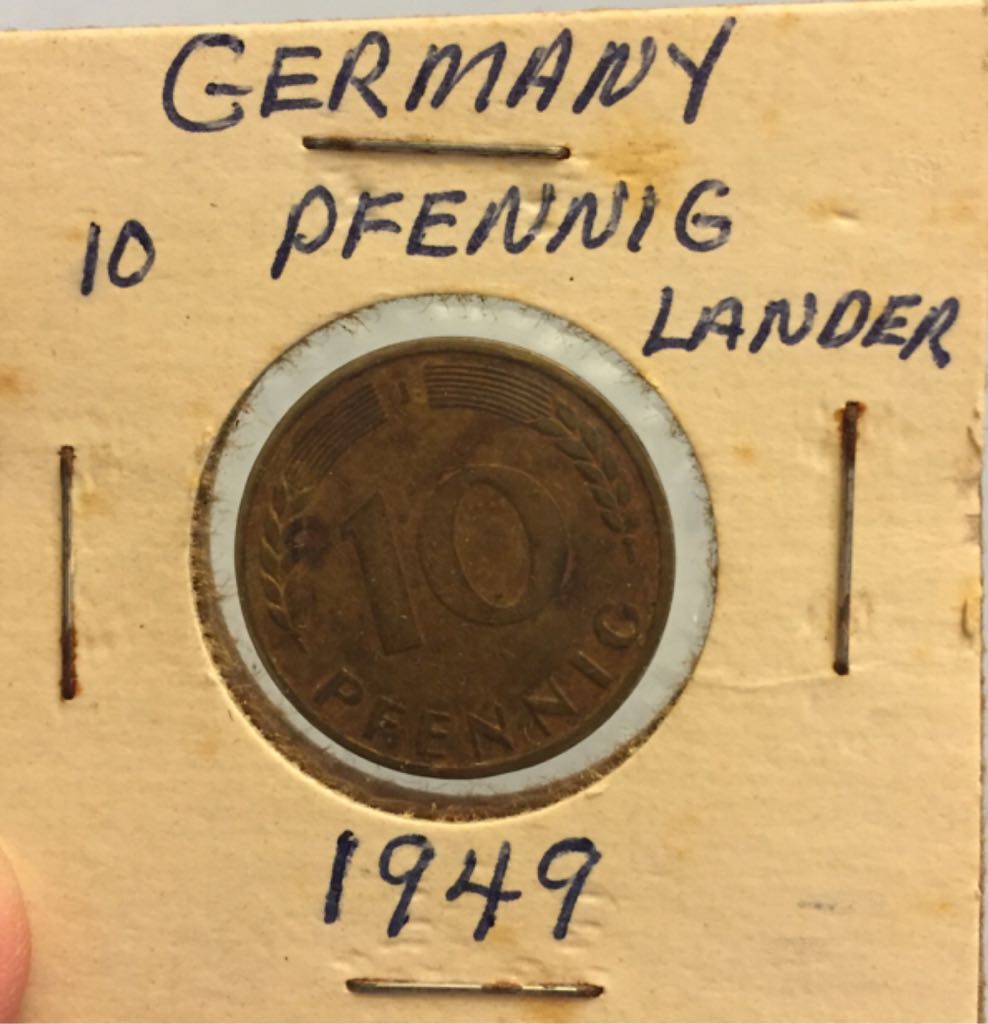 GERMANY
10 PFENNIG
LANDER
J
10
PFENNIG
1949